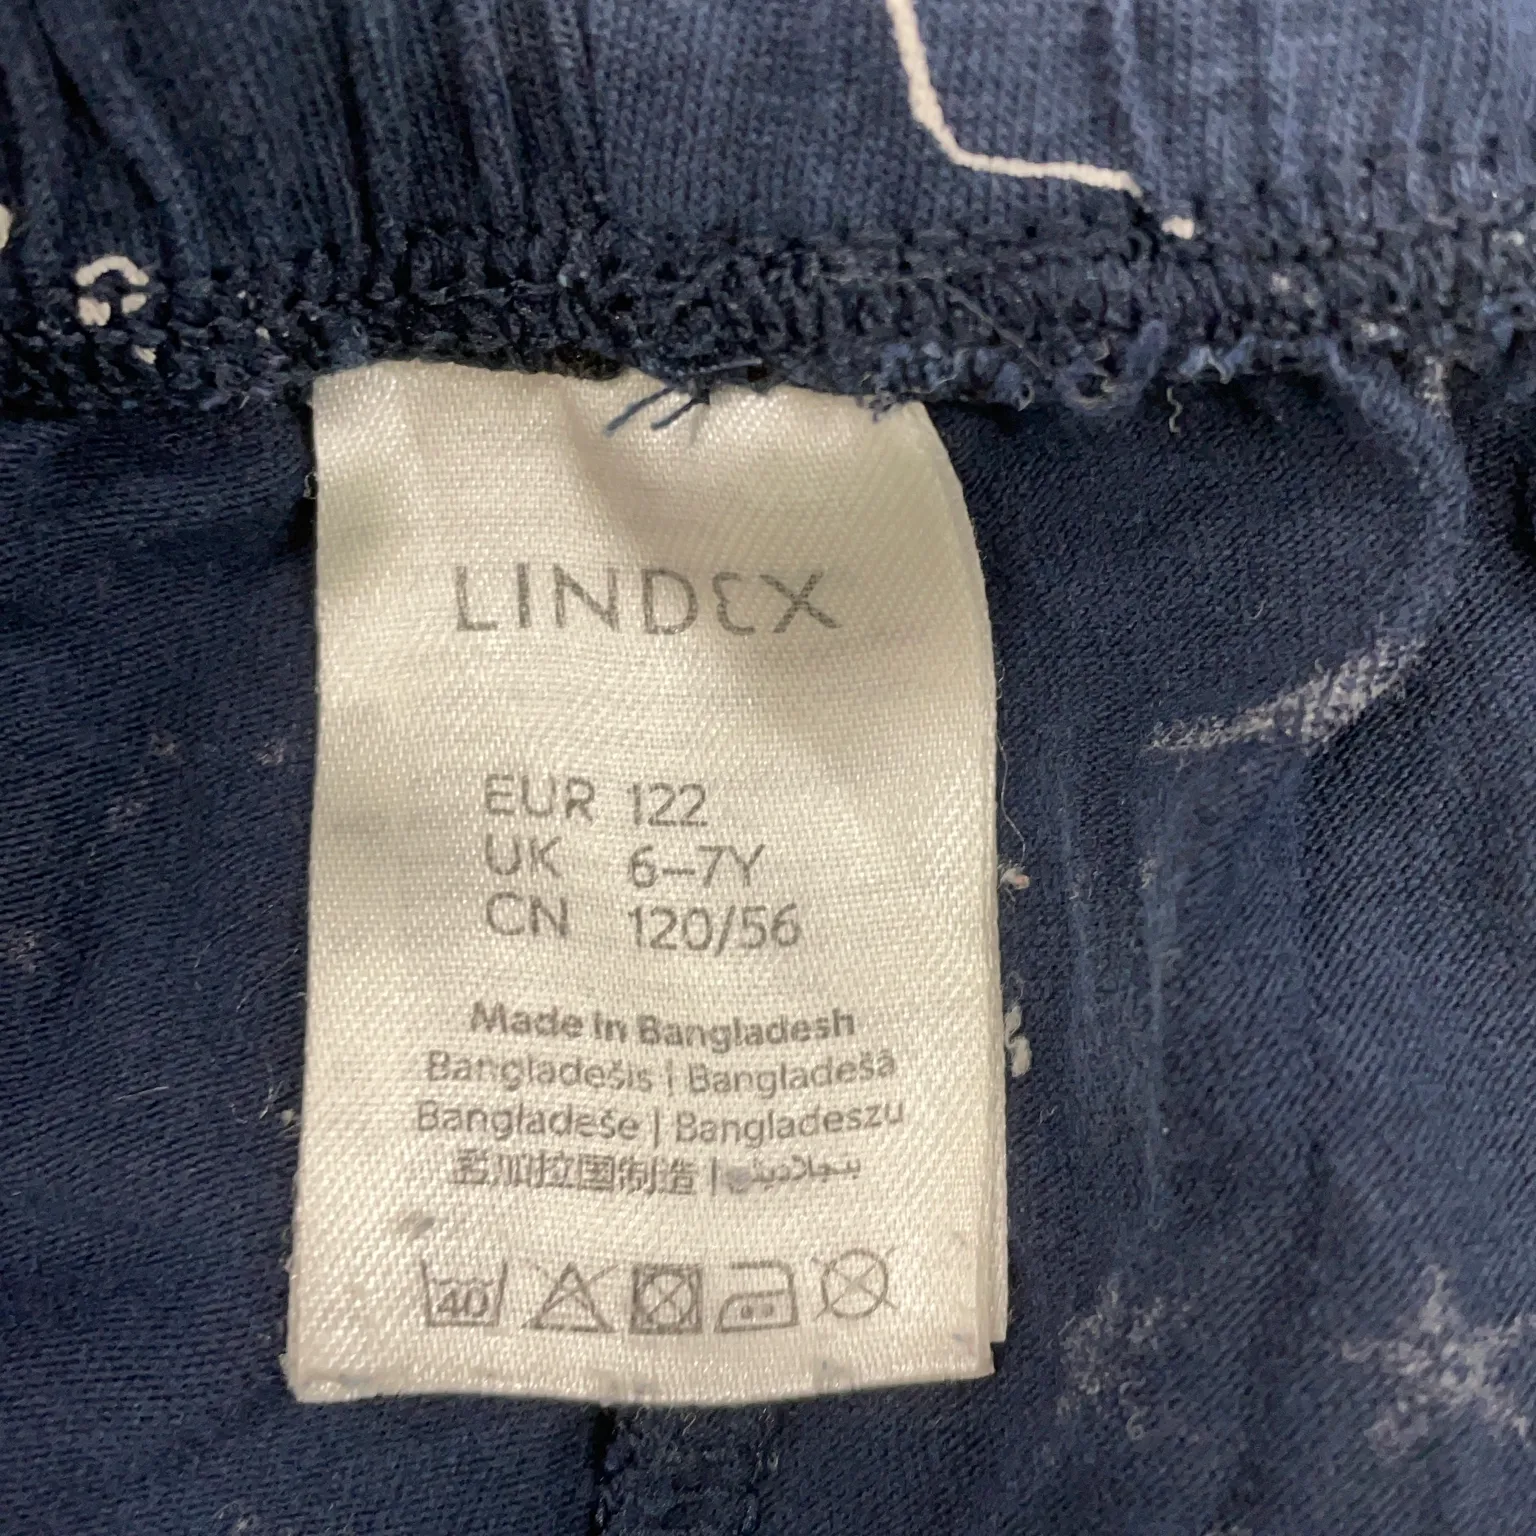 LINDEX
EUR 122
UK 6–7Y
CN 120/56
Made in Bangladesh
Bangladešis | Bangladešā
Bangladeše | Bangladeszu
孟加拉国制造 | بنجلاديش
40